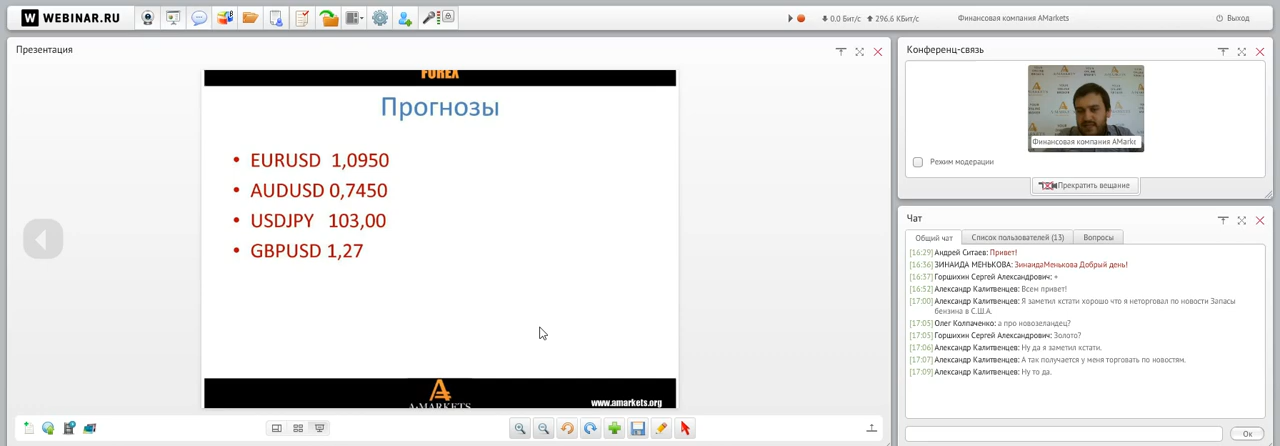 W WEBINAR.RU
0.0 Бит/с 296.6 КБит/с
Финансовая компания AMarkets
Выход
Презентация
FOREX
Прогнозы
• EURUSD 1,0950
• AUDUSD 0,7450
• USDJPY 103,00
• GBPUSD 1,27
A-MARKETS
www.amarkets.org
Конференц-связь
Финансовая компания AMarke
Режим модерации
Прекратить вещание
Чат
Общий чат
Список пользователей (13)
Вопросы
[16:29] Андрей Ситаев: Привет!
[16:36] ЗИНАИДА МЕНЬКОВА: ЗинаидаМенькова Добрый день!
[16:37] Горшихин Сергей Александрович: +
[16:52] Александр Калитвенцев: Всем привет!
[17:00] Александр Калитвенцев: Я заметил кстати хорошо что я неторговал по новости Запасы
бензина в С.Ш.А.
[17:05] Олег Колпаченко: а про новозеландец?
[17:05] Горшихин Сергей Александрович: Золото?
[17:06] Александр Калитвенцев: Ну да я заметил кстати.
[17:07] Александр Калитвенцев: А так получается у меня торговать по новостям.
[17:09] Александр Калитвенцев: Ну то да.
Ок